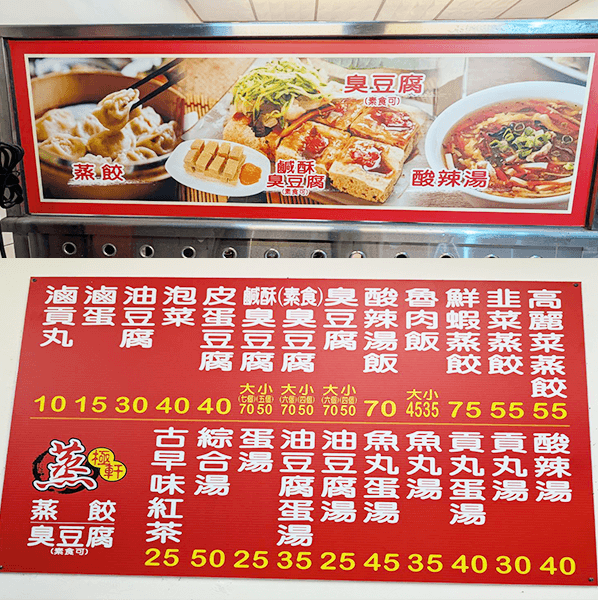 蒸餃
鹹酥
臭豆腐
(素食可)
臭豆腐
(素食可)
酸辣湯
高麗菜蒸餃 55
韭菜蒸餃 55
鮮蝦蒸餃 75
魯肉飯 大小 4535
酸辣湯飯 70
臭豆腐 大小 (六個)(四個) 70 50
(素食)臭豆腐 大小 (六個)(四個) 70 50
鹹酥臭豆腐 大小 (七個)(五個) 70 50
皮蛋豆腐 40
泡菜 40
油豆腐 30
滷蛋 15
滷貢丸 10
酸辣湯 40
貢丸湯 30
貢丸蛋湯 40
魚丸湯 35
魚丸蛋湯 45
油豆腐湯 25
油豆腐蛋湯 35
蛋湯 25
綜合湯 50
古早味紅茶 25
蒸
極軒
蒸餃
臭豆腐
(素食可)